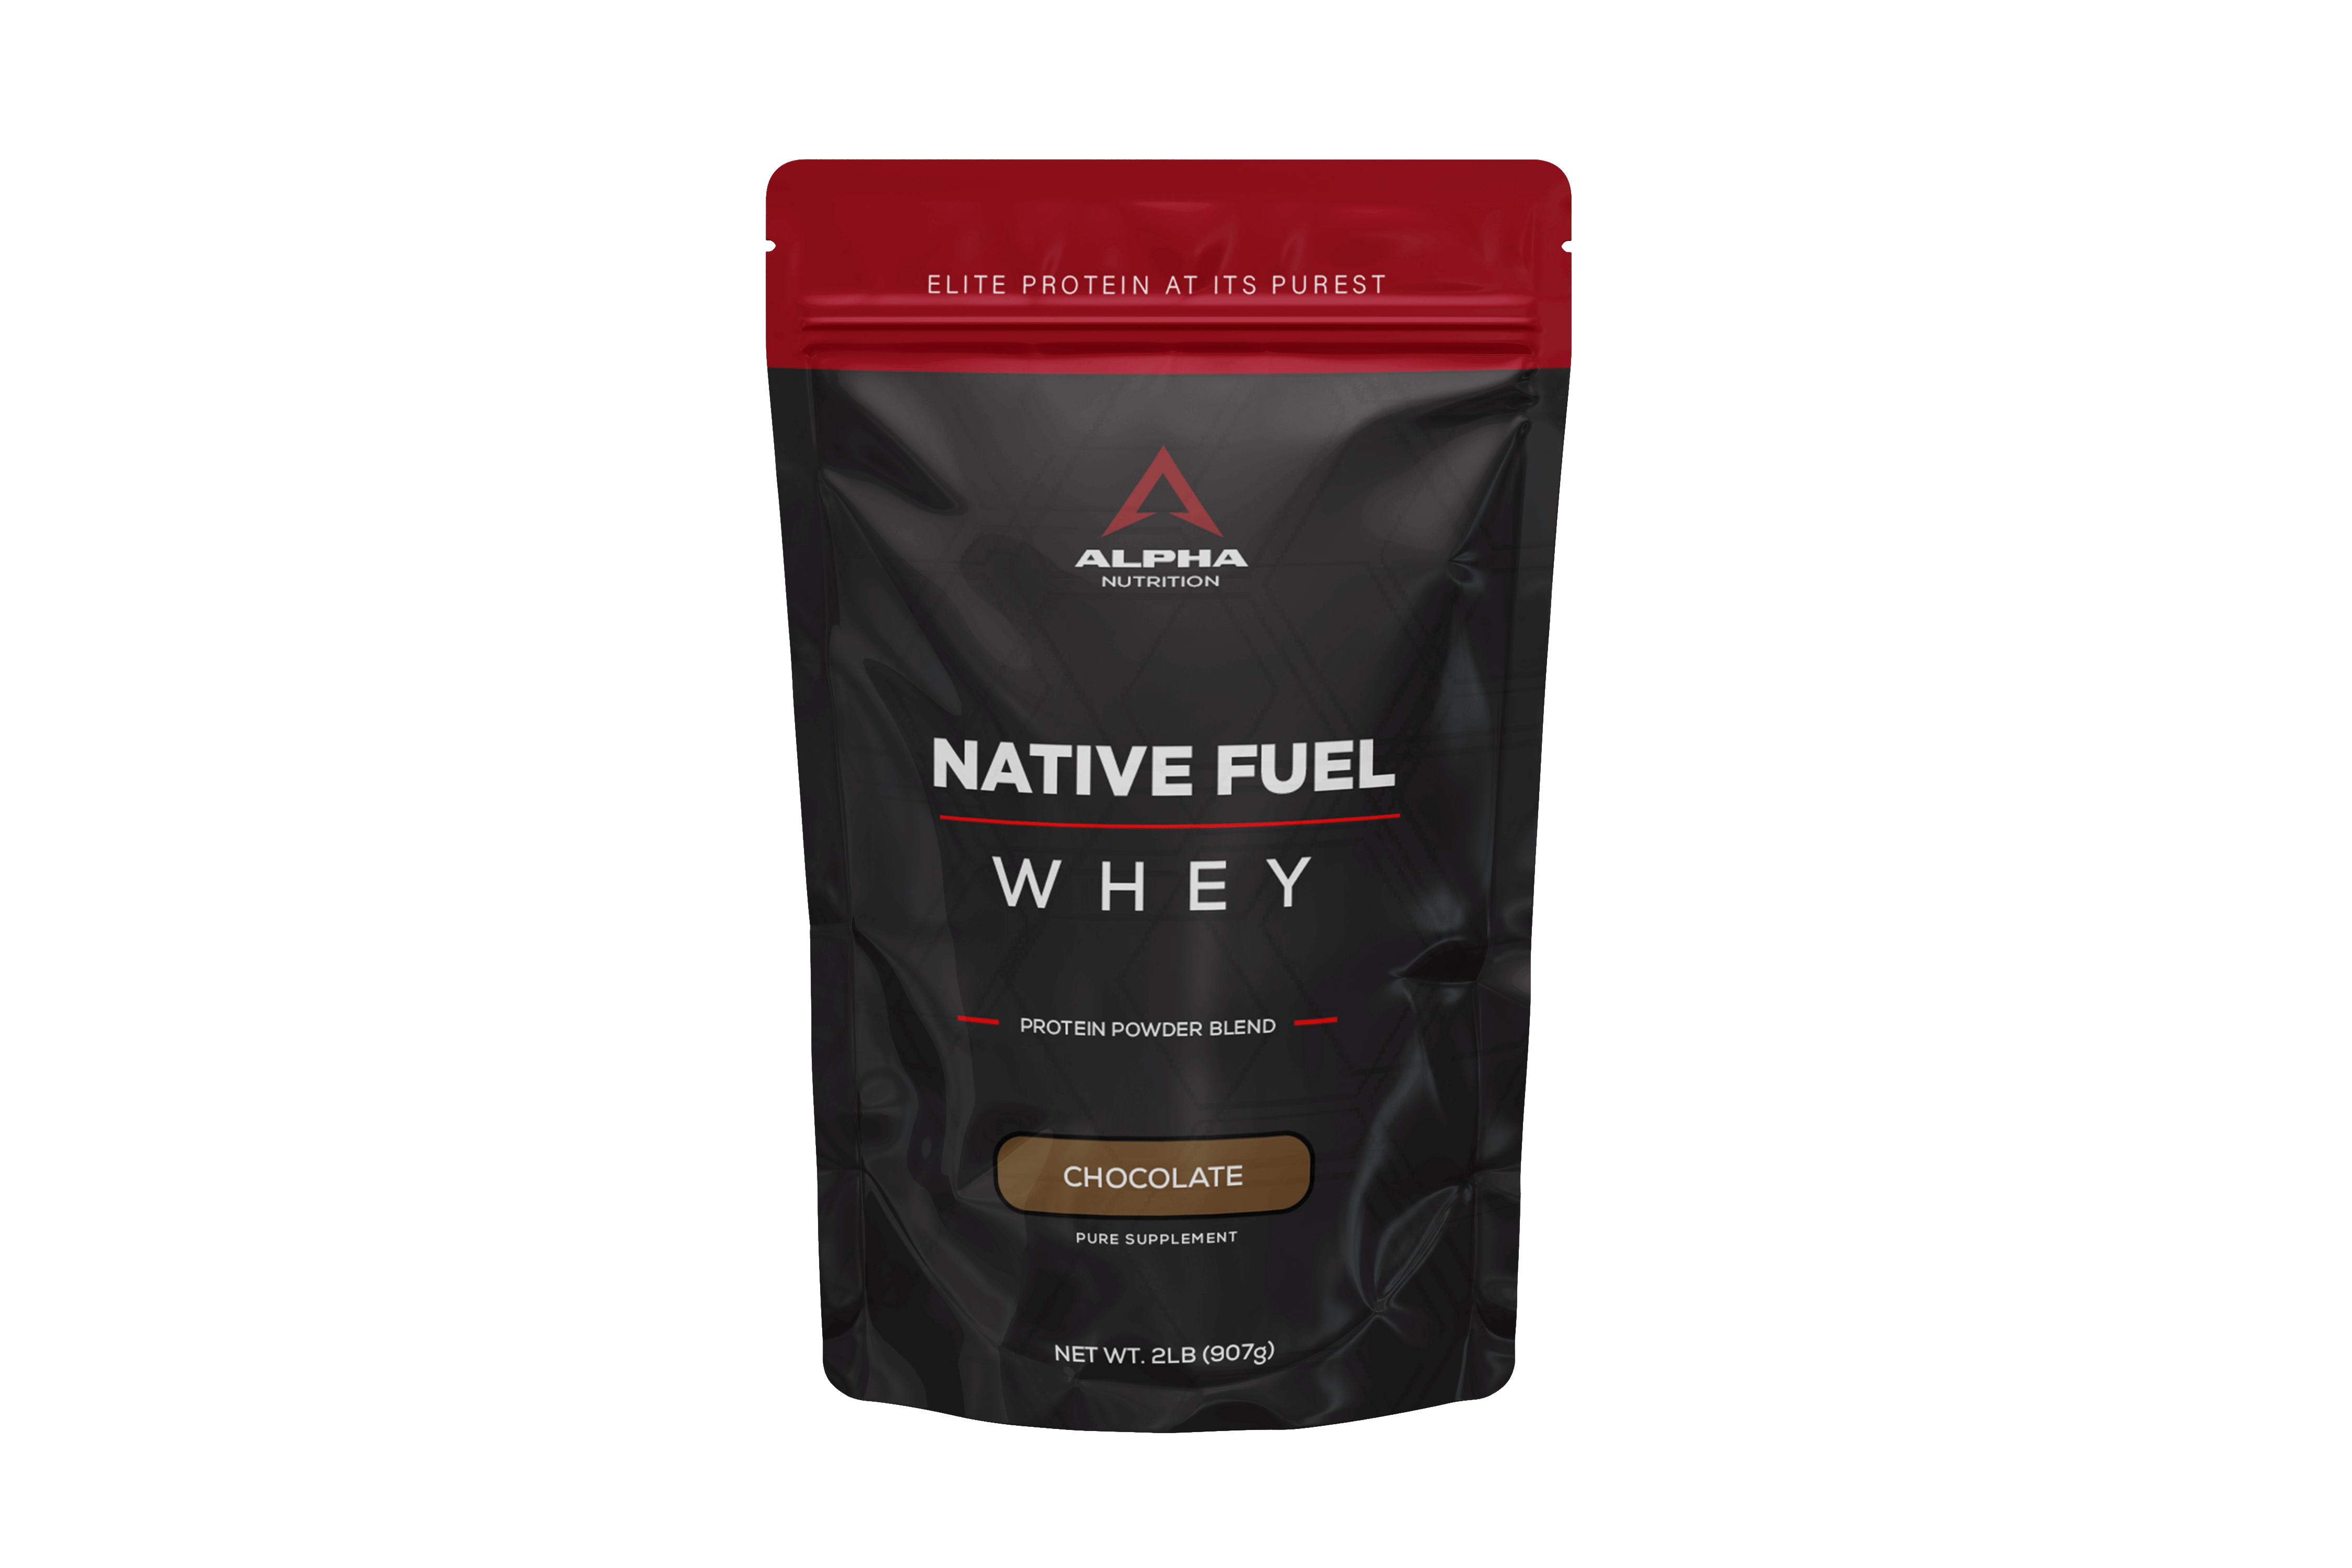 ELITE PROTEIN AT ITS PUREST
ALPHA
NUTRITION
NATIVE FUEL
WHEY
PROTEIN POWDER BLEND
CHOCOLATE
PURE SUPPLEMENT
NET WT. 2LB (907g)